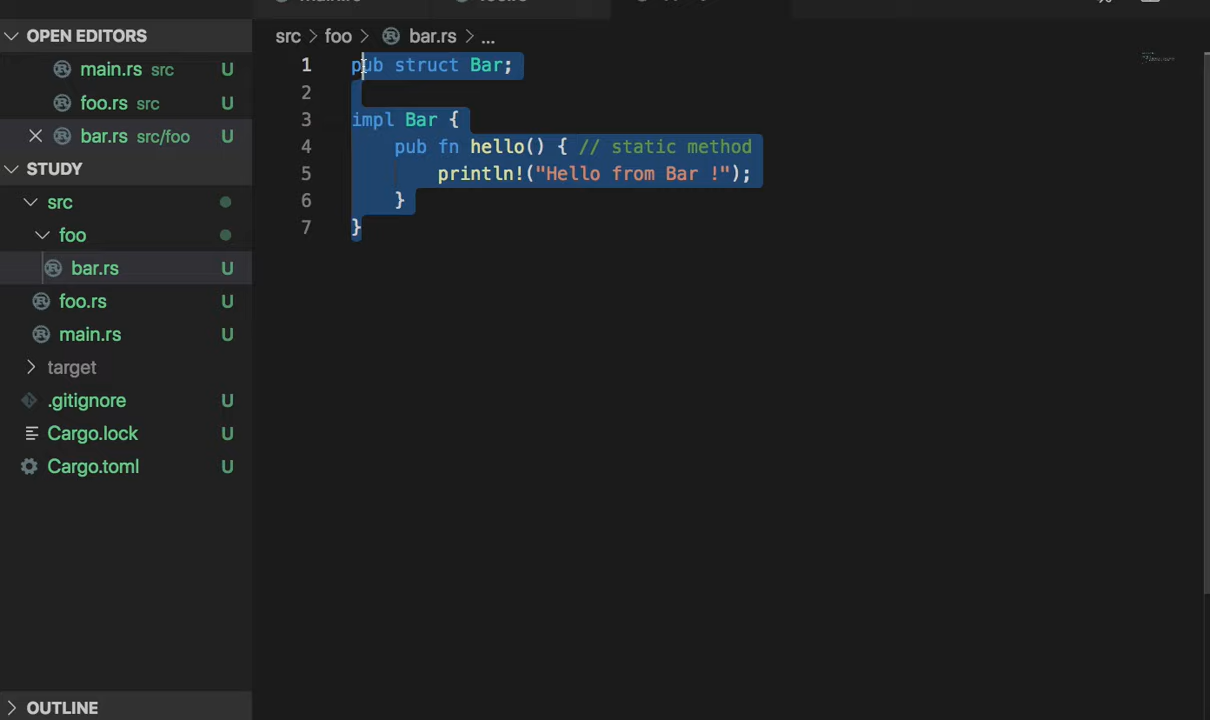 OPEN EDITORS
main.rs src U
foo.rs src U
bar.rs src/foo U
STUDY
src
foo
bar.rs U
foo.rs U
main.rs U
target
.gitignore U
Cargo.lock U
Cargo.toml U
OUTLINE
src > foo > bar.rs > ...
1 pub struct Bar;
2
3 impl Bar {
4     pub fn hello() { // static method
5         println!("Hello from Bar !");
6     }
7 }